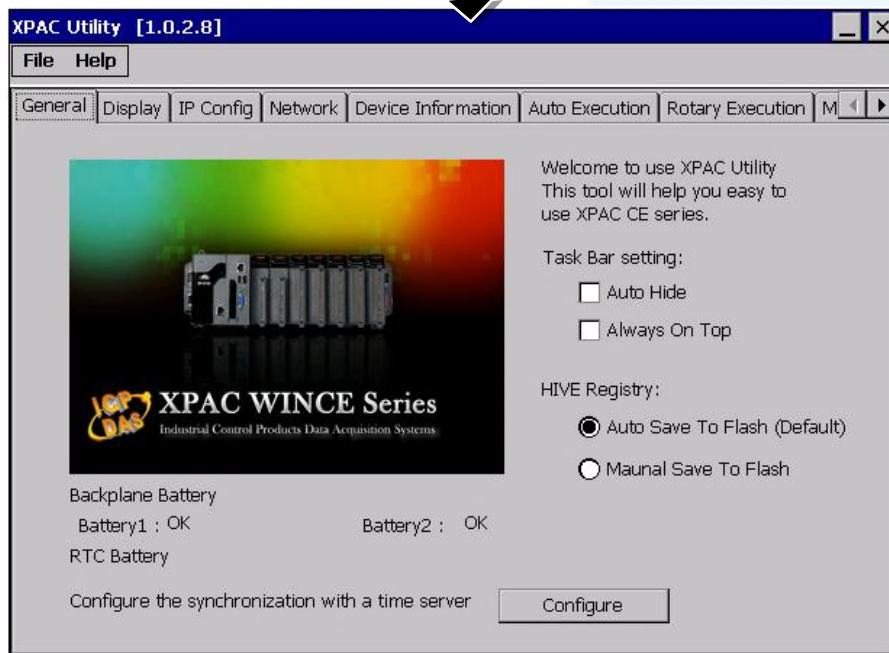 XPAC Utility [1.0.2.8]
File Help
General Display IP Config Network Device Information Auto Execution Rotary Execution M
Welcome to use XPAC Utility
This tool will help you easy to
use XPAC CE series.
Task Bar setting:
Auto Hide
Always On Top
HIVE Registry:
Auto Save To Flash (Default)
Maunal Save To Flash
ICP DAS
XPAC WINCE Series
Industrial Control Products Data Acquisition Systems
Backplane Battery
Battery1 : OK Battery2 : OK
RTC Battery
Configure the synchronization with a time server Configure